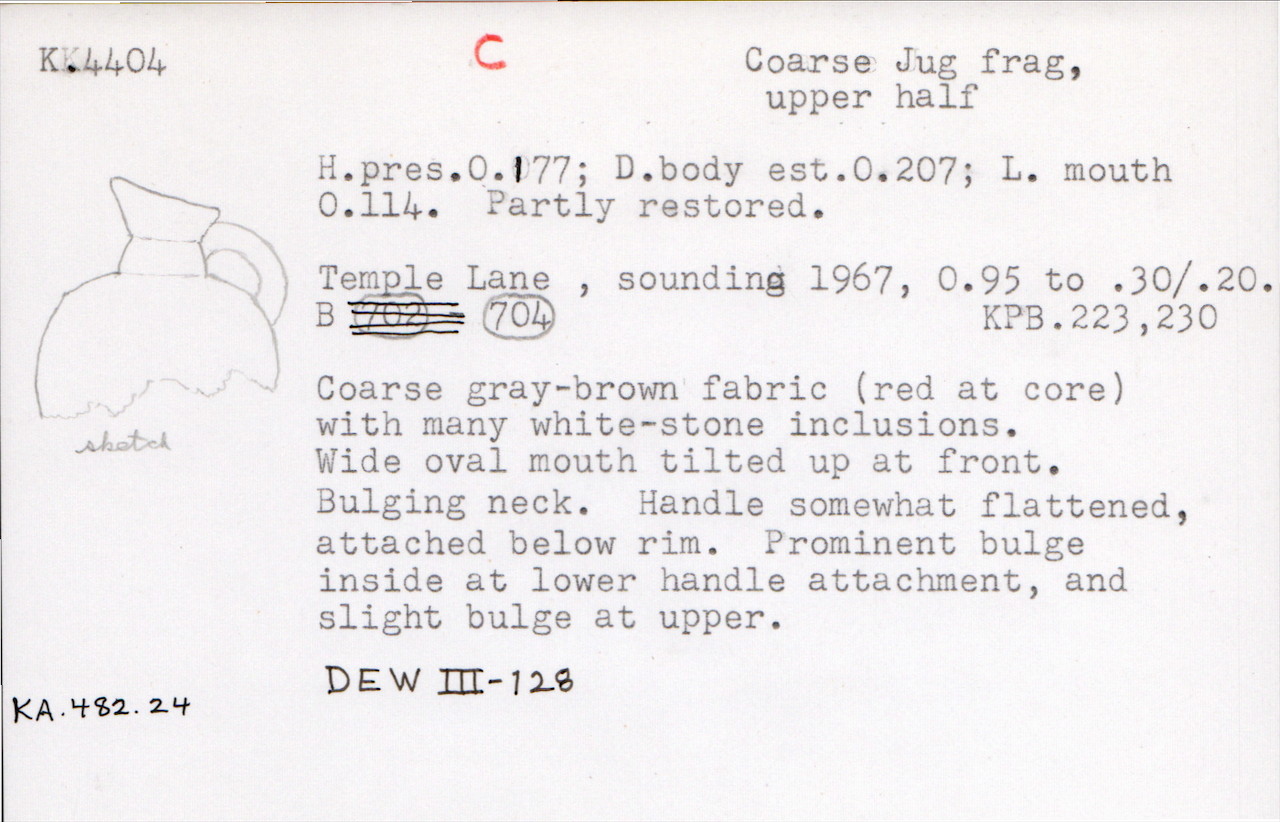 K.4404
C
Coarse Jug frag,
upper half
H.pres.0.177; D.body est.0.207; L. mouth
0.114. Partly restored.
Temple Lane , sounding 1967, 0.95 to .30/.20.
B 702 - 704
KPB.223,230
Coarse gray-brown fabric (red at core)
with many white-stone inclusions.
Wide oval mouth tilted up at front.
Bulging neck. Handle somewhat flattened,
attached below rim. Prominent bulge
inside at lower handle attachment, and
slight bulge at upper.
sketch
DEW III-128
KA.482.24